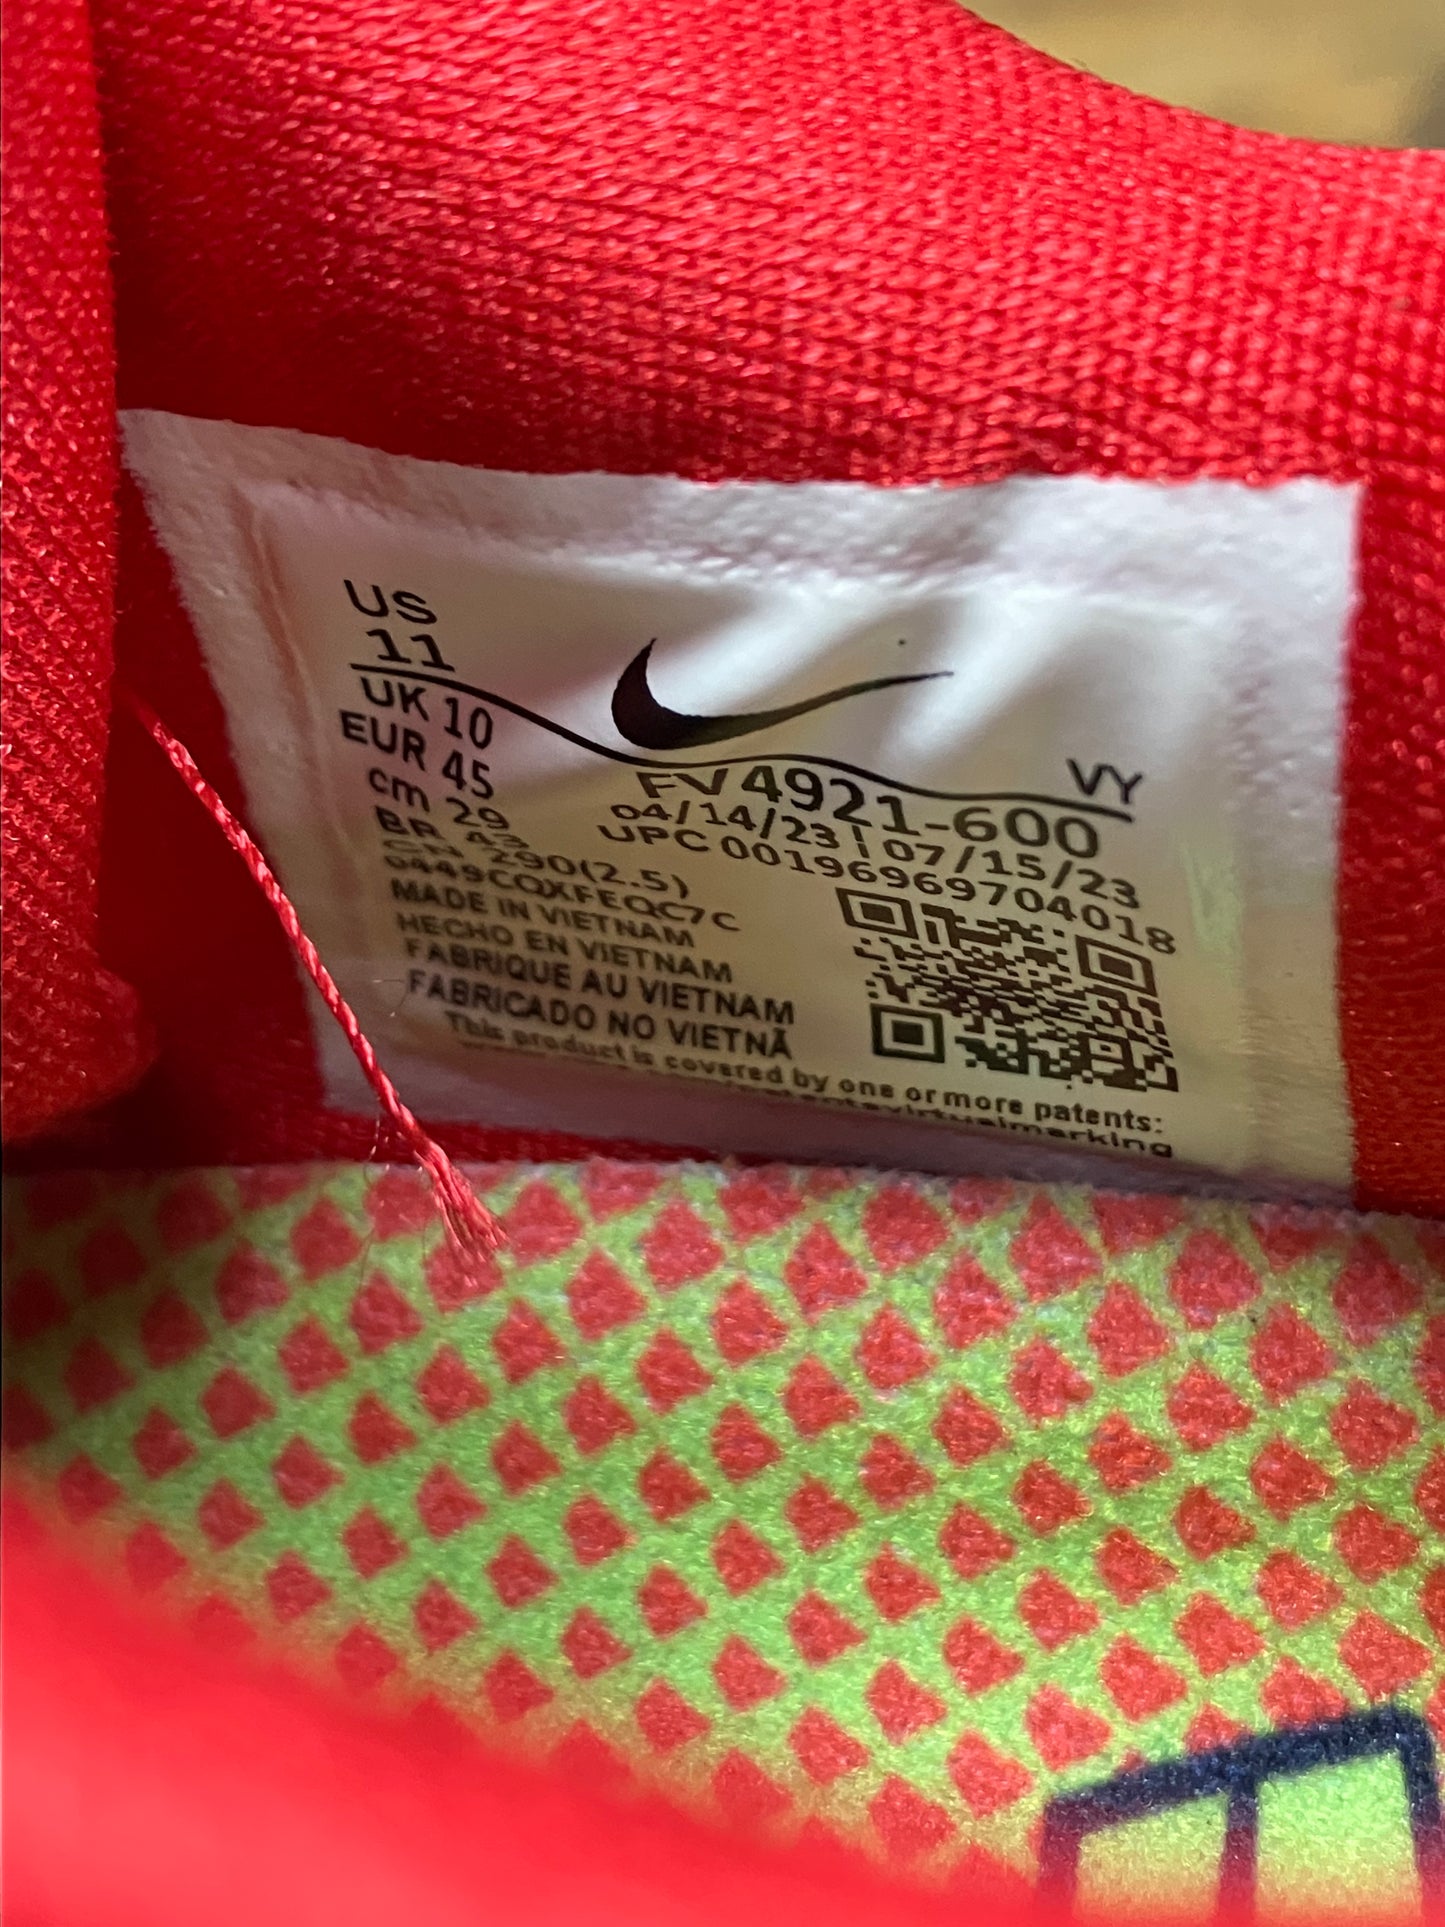 US
11
UK 10
EUR 45
cm 29
BR 43
CN 290(2.5)
0449CQXFEQC7C
MADE IN VIETNAM
HECHO EN VIETNAM
FABRIQUE AU VIETNAM
FABRICADO NO VIETNÃ
This product is covered by one or more patents:
VY
FV4921-600
04/14/23 | 07/15/23
UPC 00196969704018